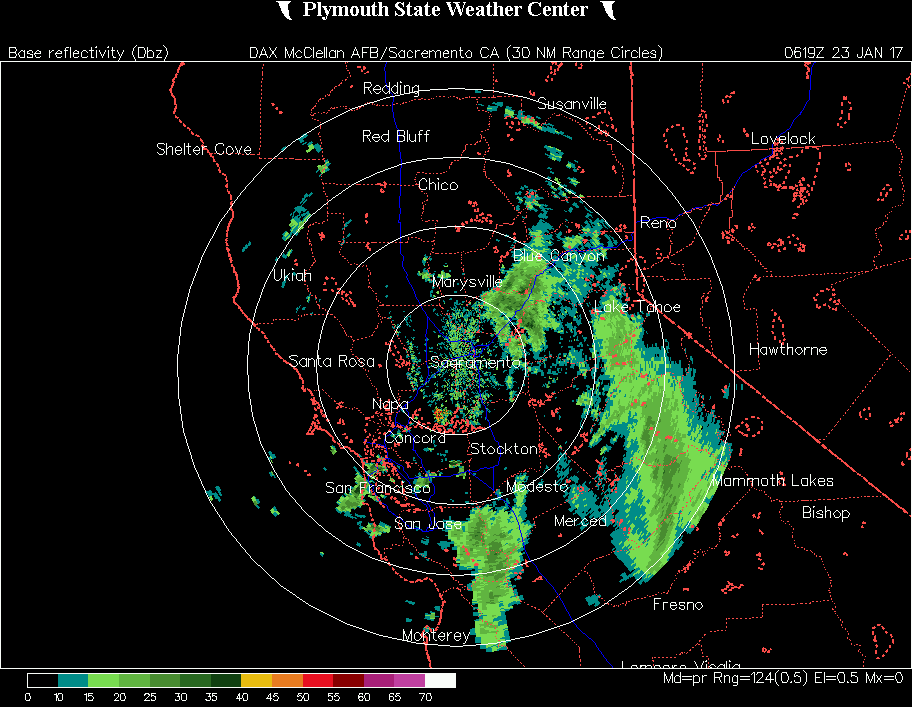 Plymouth State Weather Center
Base reflectivity (Dbz) DAX McClellan AFB/Sacremento CA (30 NM Range Circles) 0619Z 23 JAN 17
Redding
Susanville
Red Bluff
Lovelock
Shelter Cove
Chico
Reno
Blue Canyon
Ukiah
Marysville
Lake Tahoe
Hawthorne
Santa Rosa
Sacramento
Napa
Concord
Stockton
Mammoth Lakes
San Francisco
Modesto
Bishop
San Jose
Merced
Fresno
Monterey
Lemoore Visalia
Md=pr Rng=124(0.5) El=0.5 Mx=0
0 10 15 20 25 30 35 40 45 50 55 60 65 70